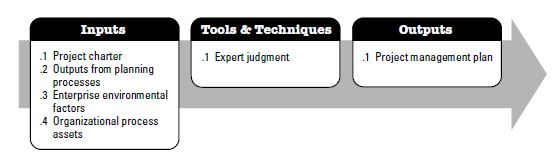 Inputs
.1 Project charter
.2 Outputs from planning
processes
.3 Enterprise environmental
factors
.4 Organizational process
assets
Tools & Techniques
.1 Expert judgment
Outputs
.1 Project management plan